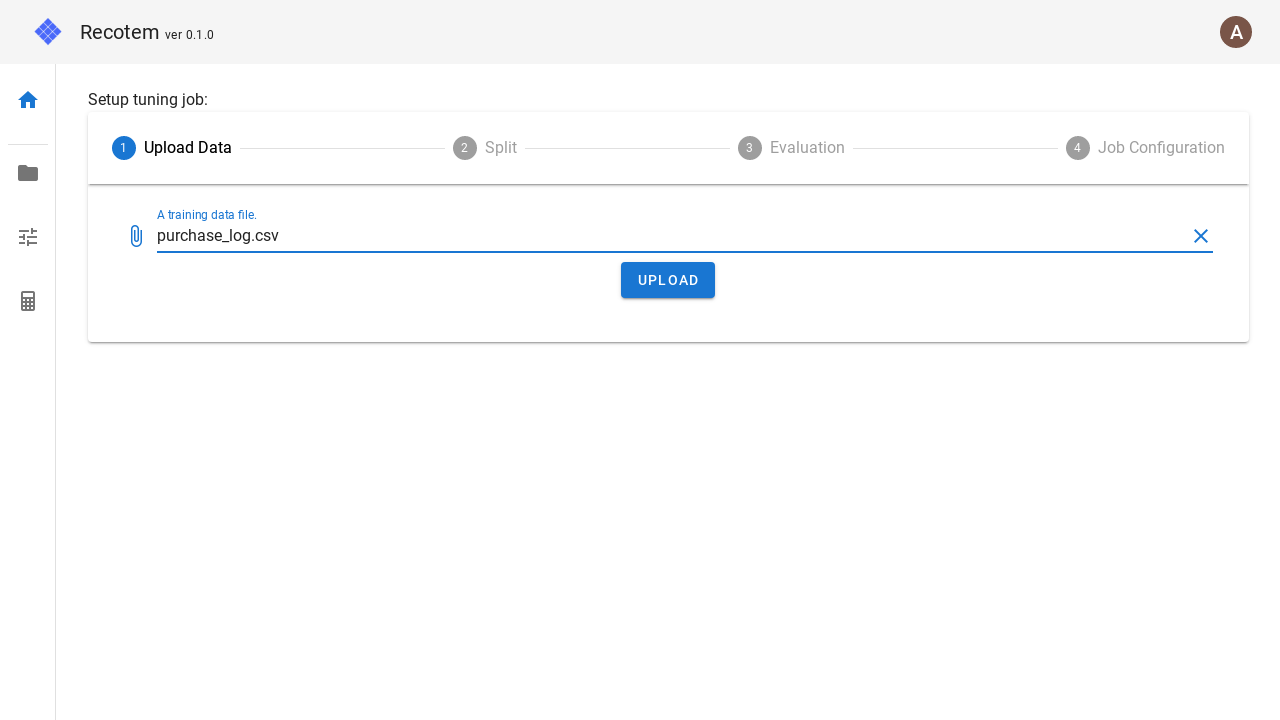 Recotem ver 0.1.0
A
Setup tuning job:
1 Upload Data
2 Split
3 Evaluation
4 Job Configuration
A training data file.
purchase_log.csv
UPLOAD